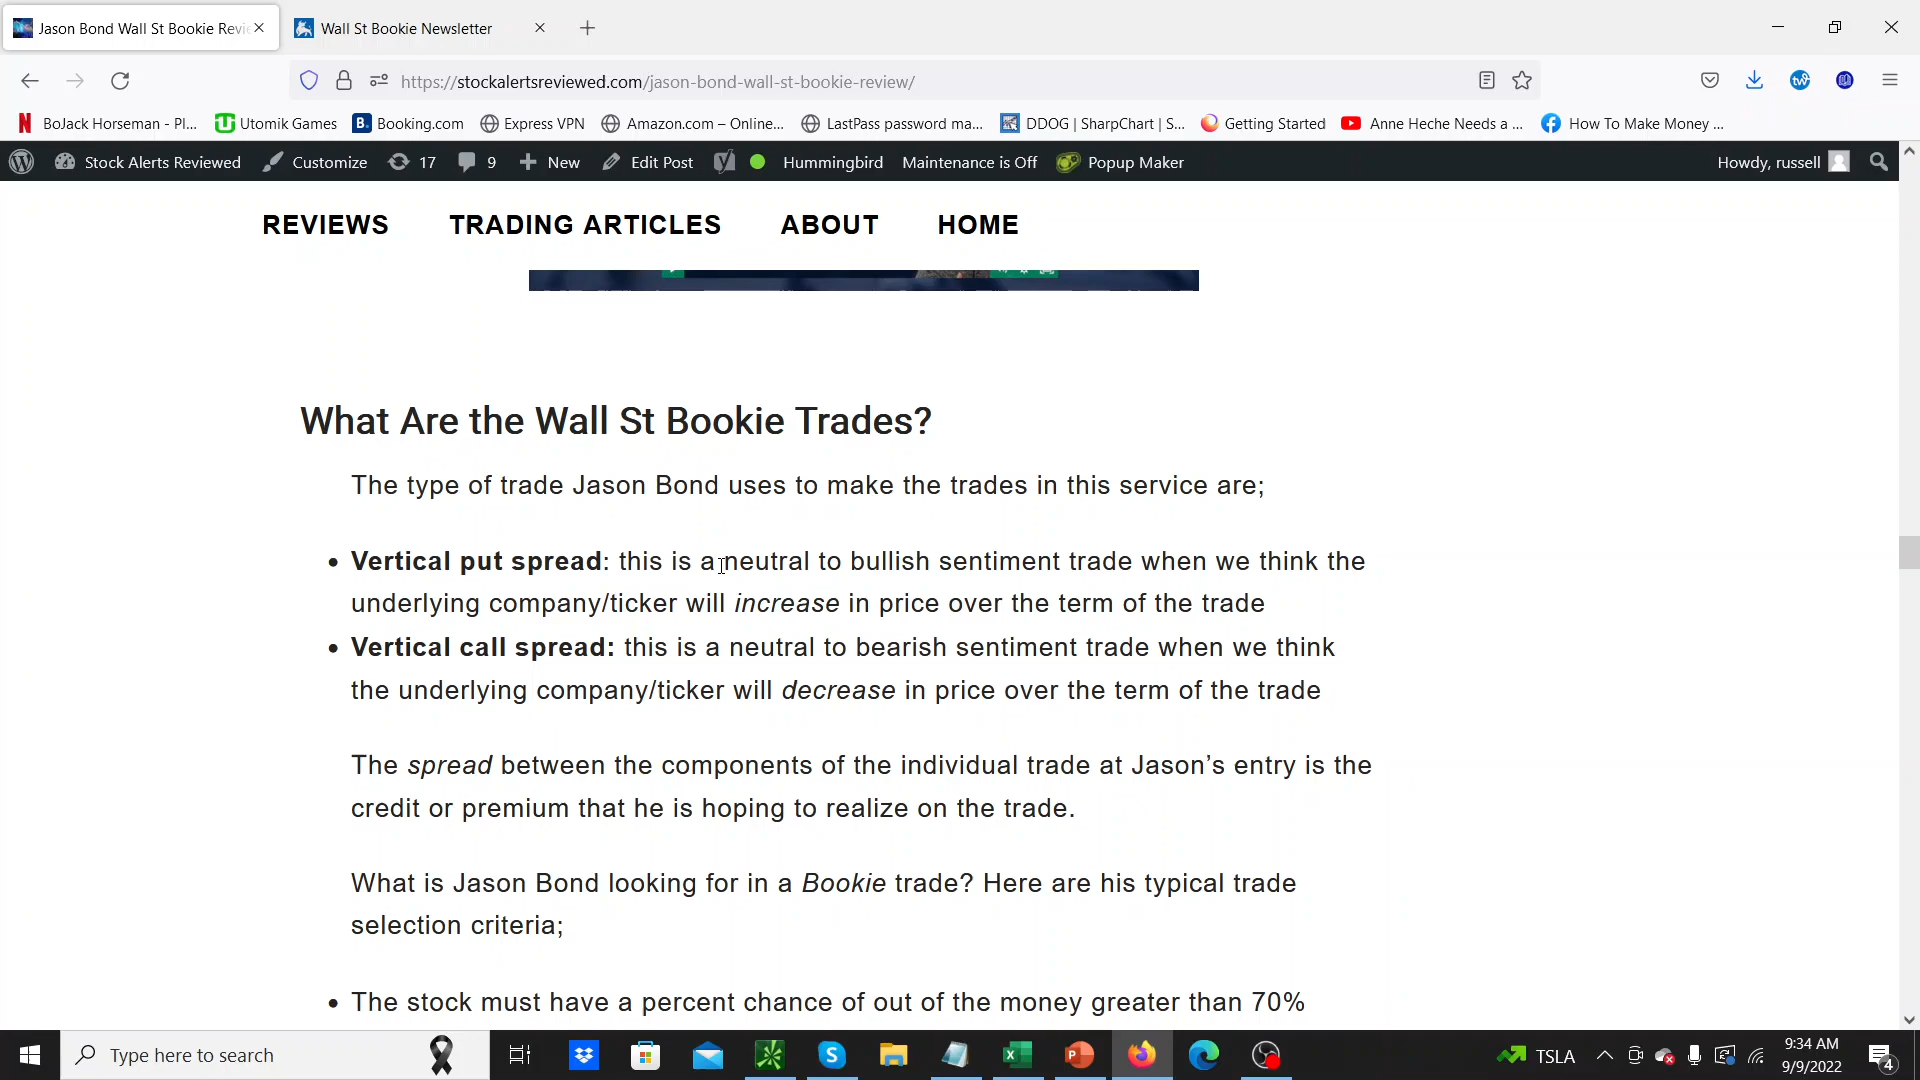 Jason Bond Wall St Bookie Revi
Wall St Bookie Newsletter
https://stockalertsreviewed.com/jason-bond-wall-st-bookie-review/
BoJack Horseman - Pl...
Utomik Games
Booking.com
Express VPN
Amazon.com – Online...
LastPass password ma...
DDOG | SharpChart | S...
Getting Started
Anne Heche Needs a ...
How To Make Money ...
Stock Alerts Reviewed
Customize
17
9
New
Edit Post
Hummingbird
Maintenance is Off
Popup Maker
Howdy, russell
REVIEWS
TRADING ARTICLES
ABOUT
HOME
What Are the Wall St Bookie Trades?
The type of trade Jason Bond uses to make the trades in this service are;
• Vertical put spread: this is a neutral to bullish sentiment trade when we think the
underlying company/ticker will increase in price over the term of the trade
• Vertical call spread: this is a neutral to bearish sentiment trade when we think
the underlying company/ticker will decrease in price over the term of the trade
The spread between the components of the individual trade at Jason’s entry is the
credit or premium that he is hoping to realize on the trade.
What is Jason Bond looking for in a Bookie trade? Here are his typical trade
selection criteria;
• The stock must have a percent chance of out of the money greater than 70%
Type here to search
TSLA
9:34 AM
9/9/2022
4